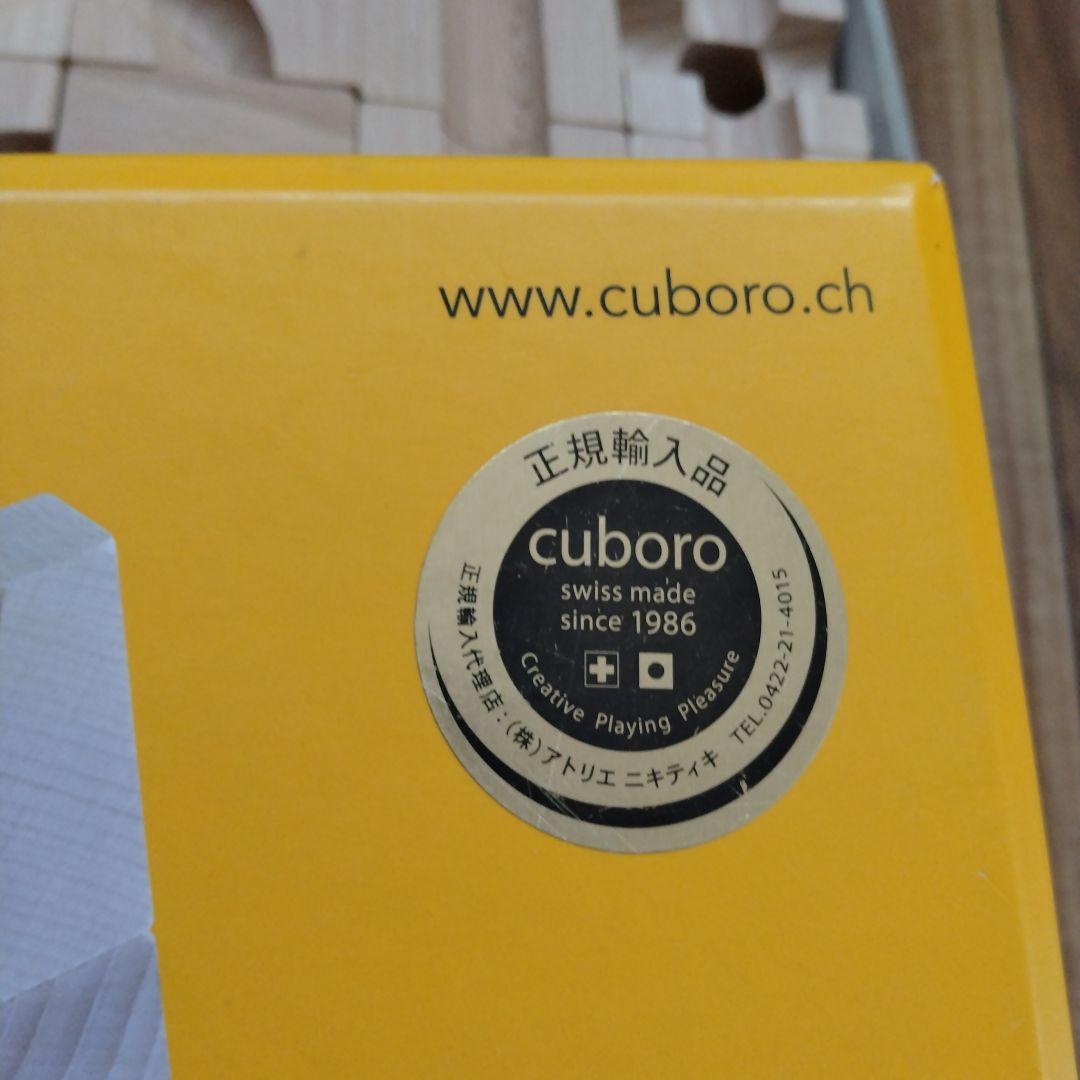 www.cuboro.ch
正規輸入品
cuboro
swiss made
since 1986
Creative Playing Pleasure
正規輸入代理店：(株)アトリエ ニキティキ TEL.0422-21-4015